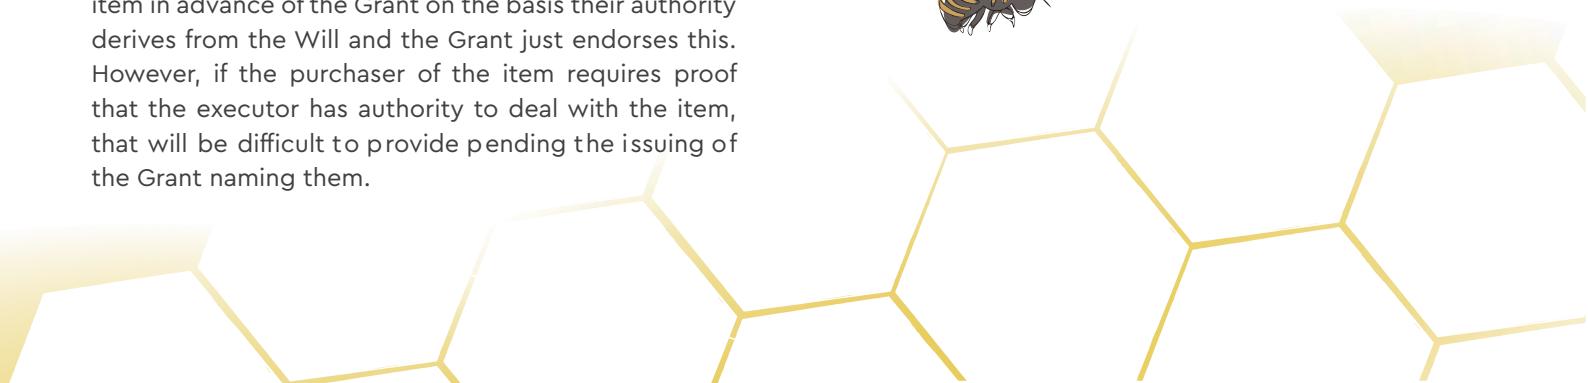 item in advance of the Grant on the basis their authority
derives from the Will and the Grant just endorses this.
However, if the purchaser of the item requires proof
that the executor has authority to deal with the item,
that will be difficult to provide pending the issuing of
the Grant naming them.